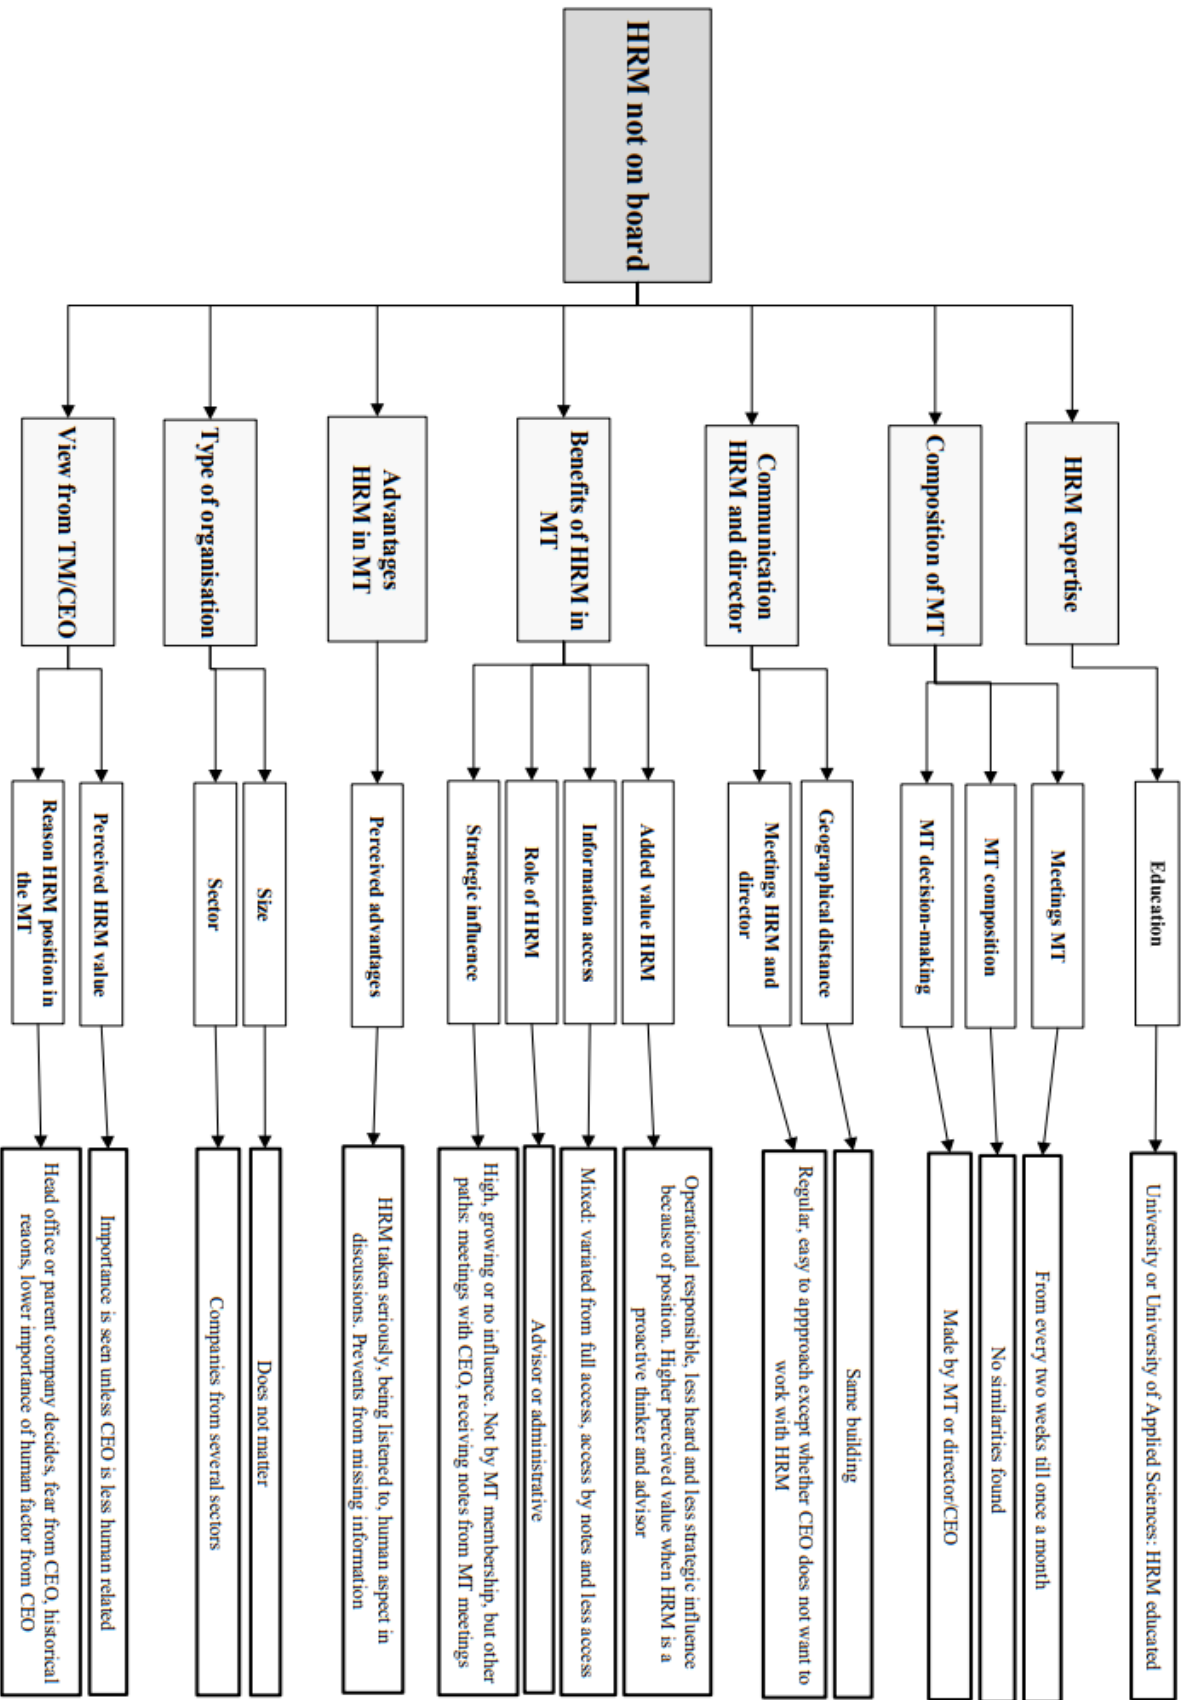 HRM not on board
HRM expertise
Composition of MT
Communication
HRM and director
Benefits of HRM in
MT
Advantages
HRM in MT
Type of organisation
View from TM/CEO
Education
Meetings MT
MT composition
MT decision-making
Geographical distance
Meetings HRM and
director
Added value HRM
Information access
Role of HRM
Strategic influence
Perceived advantages
Size
Sector
Perceived HRM value
Reason HRM position in
the MT
University or University of Applied Sciences: HRM educated
From every two weeks till once a month
No similarities found
Made by MT or director/CEO
Same building
Regular, easy to appproach except whether CEO does not want to
work with HRM
Operational responsible, less heard and less strategic influence
because of position. Higher perceived value when HRM is a
proactive thinker and advisor
Mixed: variated from full access, access by notes and less access
Advisor or administrative
High, growing or no influence. Not by MT membership, but other
paths: meetings with CEO, receiving notes from MT meetings
HRM taken seriously, being listened to, human aspect in
discussions. Prevents from missing information
Does not matter
Companies from several sectors
Importance is seen unless CEO is less human related
Head office or parent company decides, fear from CEO, historical
reaons, lower importance of human factor from CEO